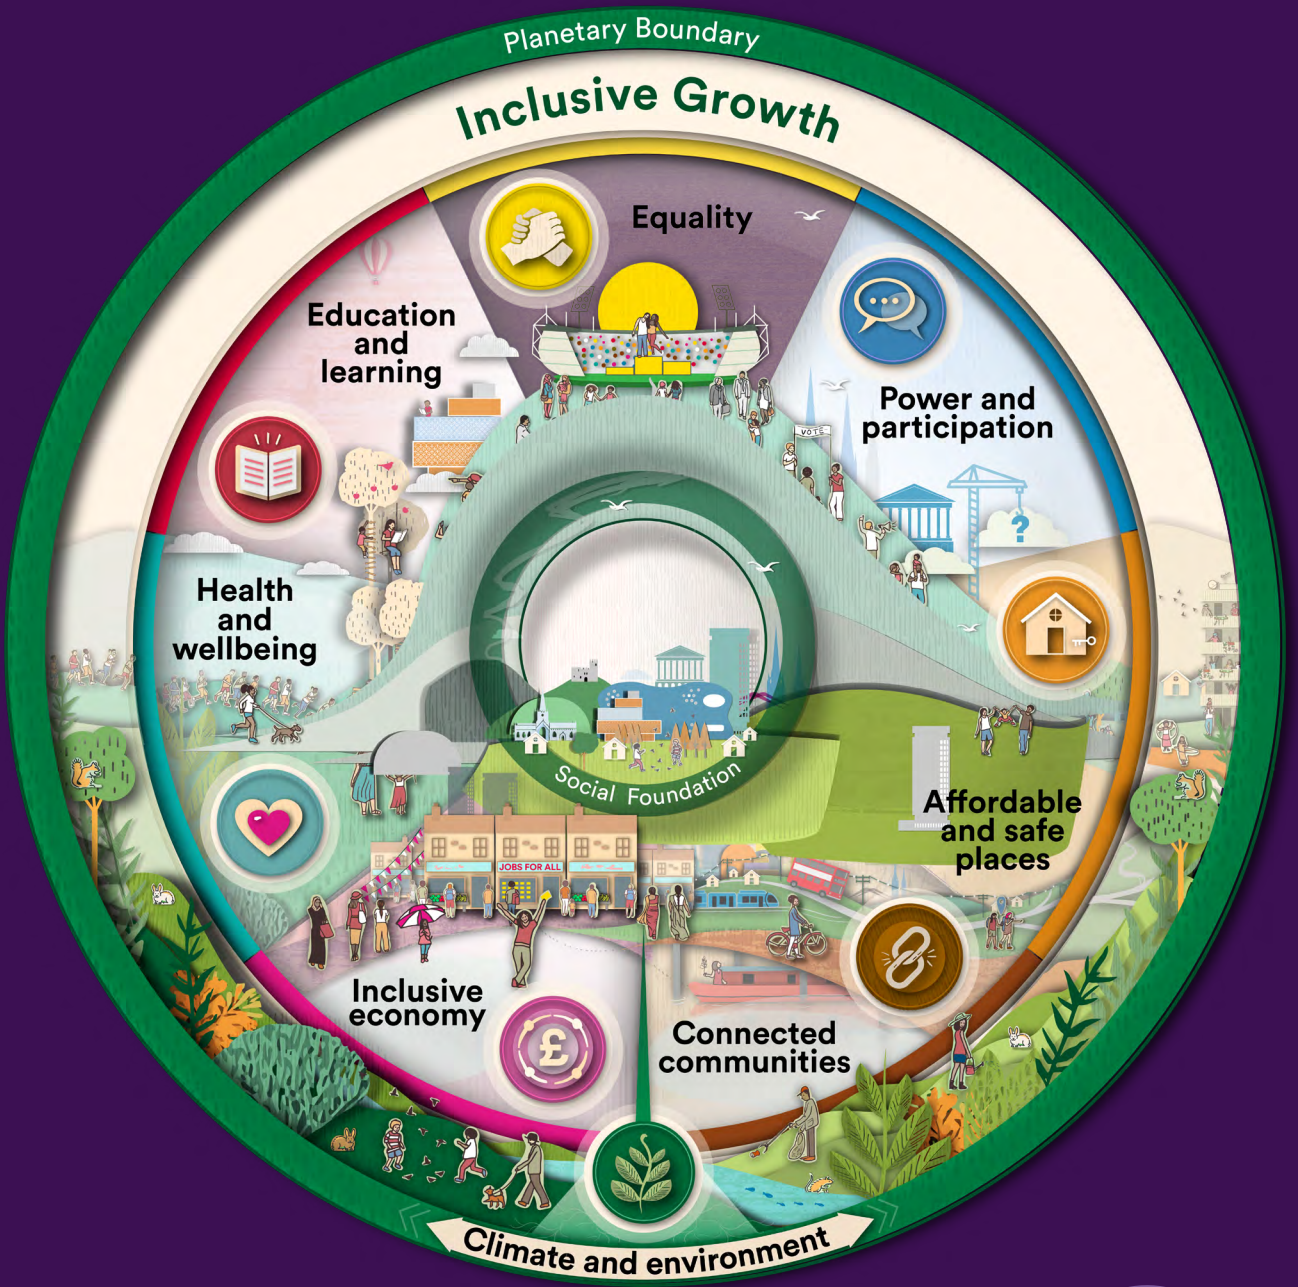 Planetary Boundary
Inclusive Growth
Equality
Education
and
learning
Power and
participation
VOTE
?
Health
and
wellbeing
Social Foundation
Affordable
and safe
places
JOBS FOR ALL
Inclusive
economy
£
Connected
communities
Climate and environment